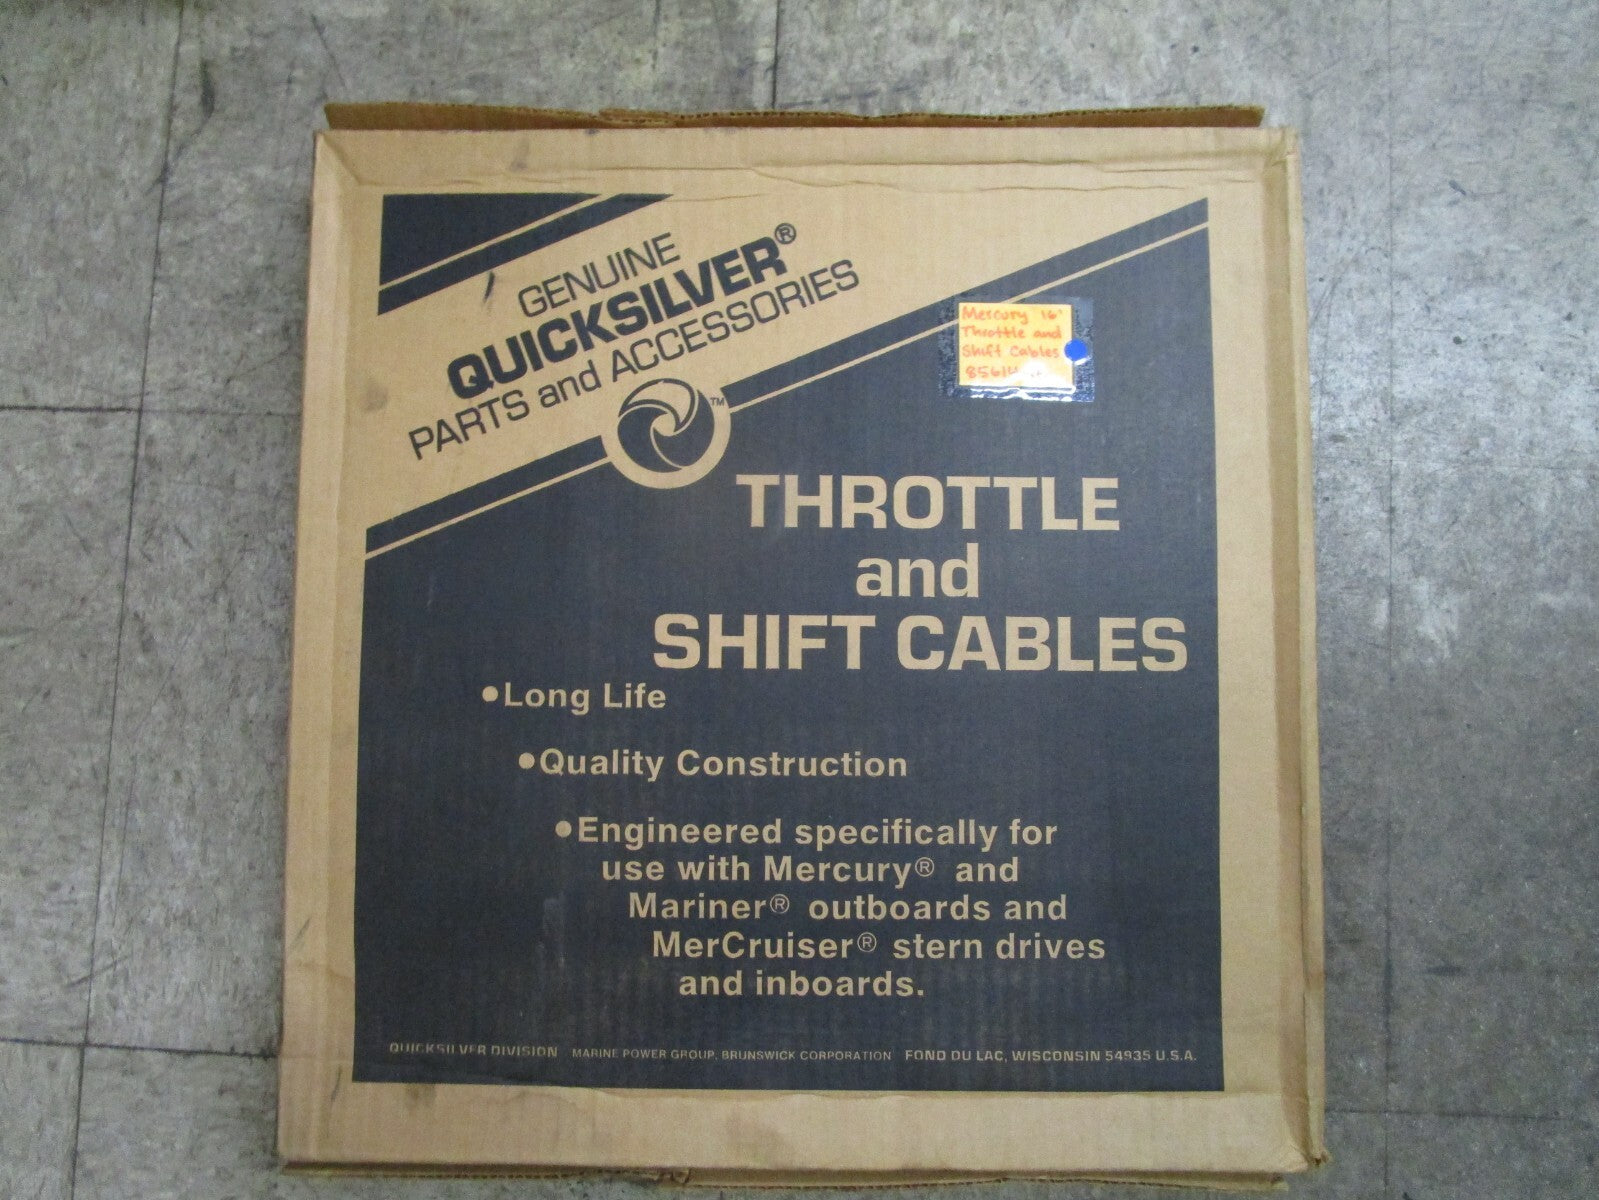 GENUINE
QUICKSILVER®
PARTS and ACCESSORIES
TM
Mercury 16'
Throttle and
Shift Cables
THROTTLE
and
SHIFT CABLES
•Long Life
•Quality Construction
•Engineered specifically for
use with Mercury® and
Mariner® outboards and
MerCruiser® stern drives
and inboards.
QUICKSILVER DIVISION MARINE POWER GROUP, BRUNSWICK CORPORATION FOND DU LAC, WISCONSIN 54935 U.S.A.